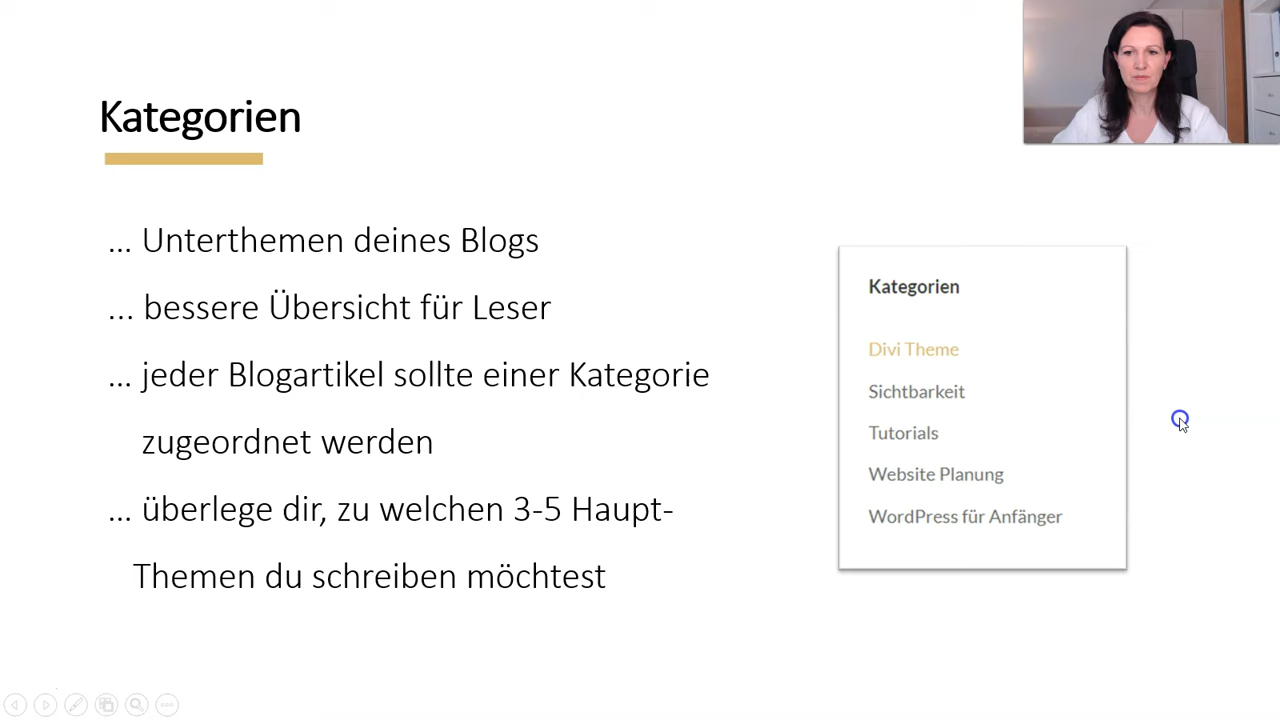 Kategorien
... Unterthemen deines Blogs
... bessere Übersicht für Leser
... jeder Blogartikel sollte einer Kategorie
zugeordnet werden
... überlege dir, zu welchen 3-5 Haupt-
Themen du schreiben möchtest
Kategorien
Divi Theme
Sichtbarkeit
Tutorials
Website Planung
WordPress für Anfänger